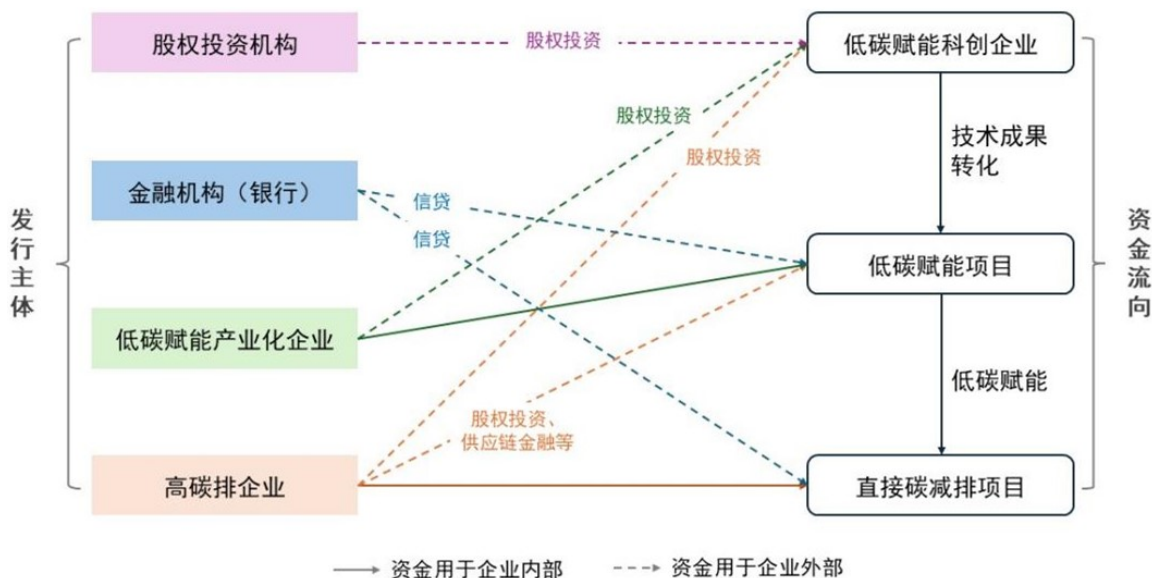 股权投资机构
股权投资
低碳赋能科创企业
股权投资
股权投资
技术成果
转化
金融机构（银行）
信贷
信贷
发行主体
资金流向
低碳赋能项目
低碳赋能产业化企业
低碳赋能
股权投资、
供应链金融等
高碳排企业
直接碳减排项目
资金用于企业内部
资金用于企业外部